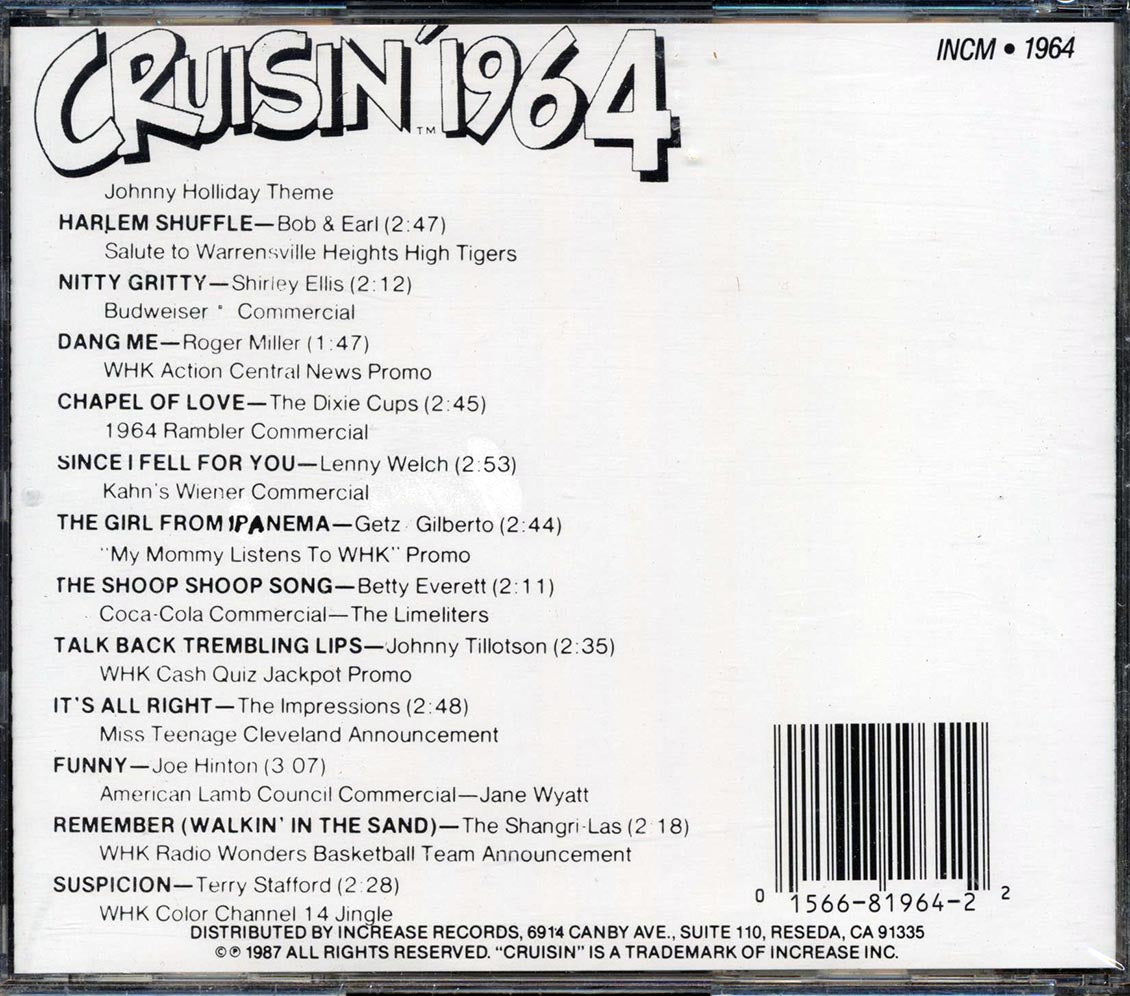 CRUISIN' 1964
TM
INCM • 1964
Johnny Holliday Theme
HARLEM SHUFFLE—Bob & Earl (2:47)
Salute to Warrensville Heights High Tigers
NITTY GRITTY—Shirley Ellis (2:12)
Budweiser ® Commercial
DANG ME—Roger Miller (1:47)
WHK Action Central News Promo
CHAPEL OF LOVE—The Dixie Cups (2:45)
1964 Rambler Commercial
SINCE I FELL FOR YOU—Lenny Welch (2:53)
Kahn's Wiener Commercial
THE GIRL FROM IPANEMA—Getz · Gilberto (2:44)
"My Mommy Listens To WHK" Promo
THE SHOOP SHOOP SONG—Betty Everett (2:11)
Coca-Cola Commercial—The Limeliters
TALK BACK TREMBLING LIPS—Johnny Tillotson (2:35)
WHK Cash Quiz Jackpot Promo
IT'S ALL RIGHT—The Impressions (2:48)
Miss Teenage Cleveland Announcement
FUNNY—Joe Hinton (3 07)
American Lamb Council Commercial—Jane Wyatt
REMEMBER (WALKIN' IN THE SAND)—The Shangri-Las (2 18)
WHK Radio Wonders Basketball Team Announcement
SUSPICION—Terry Stafford (2:28)
WHK Color Channel 14 Jingle
0 1566-81964-2 2
DISTRIBUTED BY INCREASE RECORDS, 6914 CANBY AVE., SUITE 110, RESEDA, CA 91335
© ℗ 1987 ALL RIGHTS RESERVED. "CRUISIN" IS A TRADEMARK OF INCREASE INC.